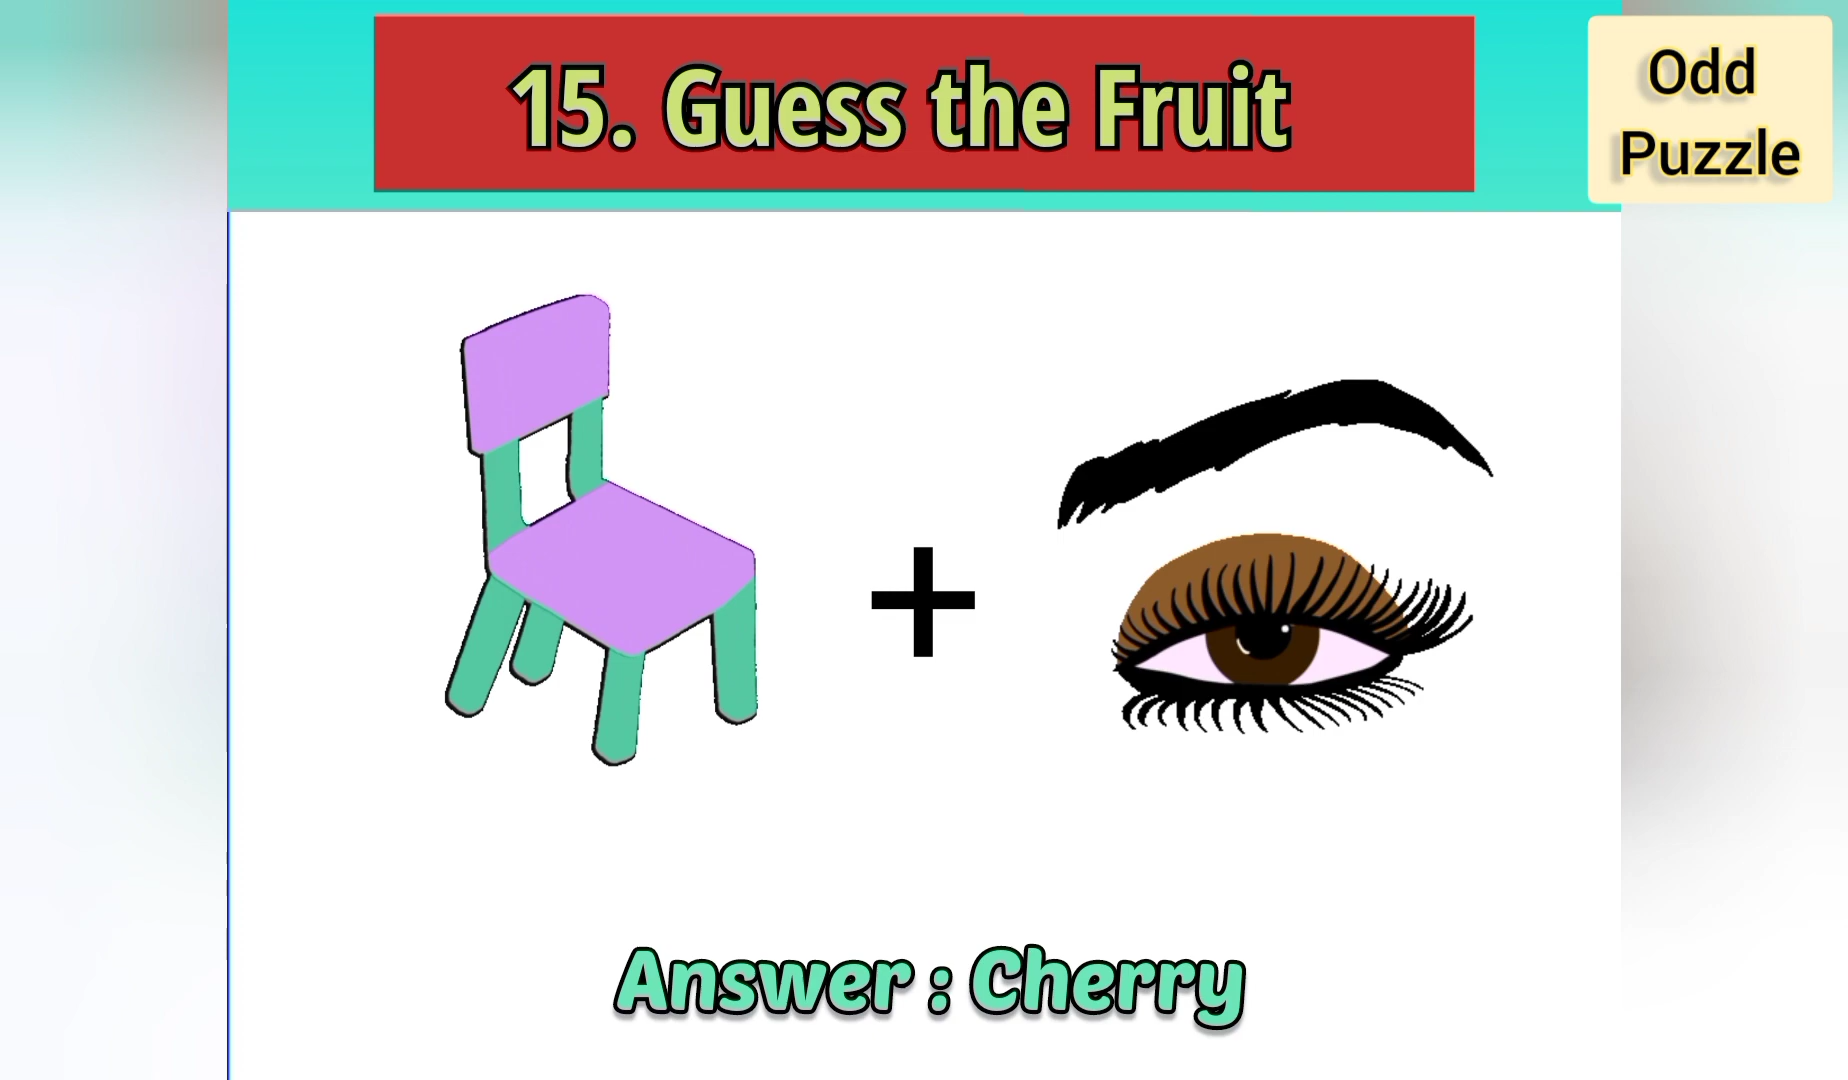 15. Guess the Fruit
Odd
Puzzle
+
Answer : Cherry